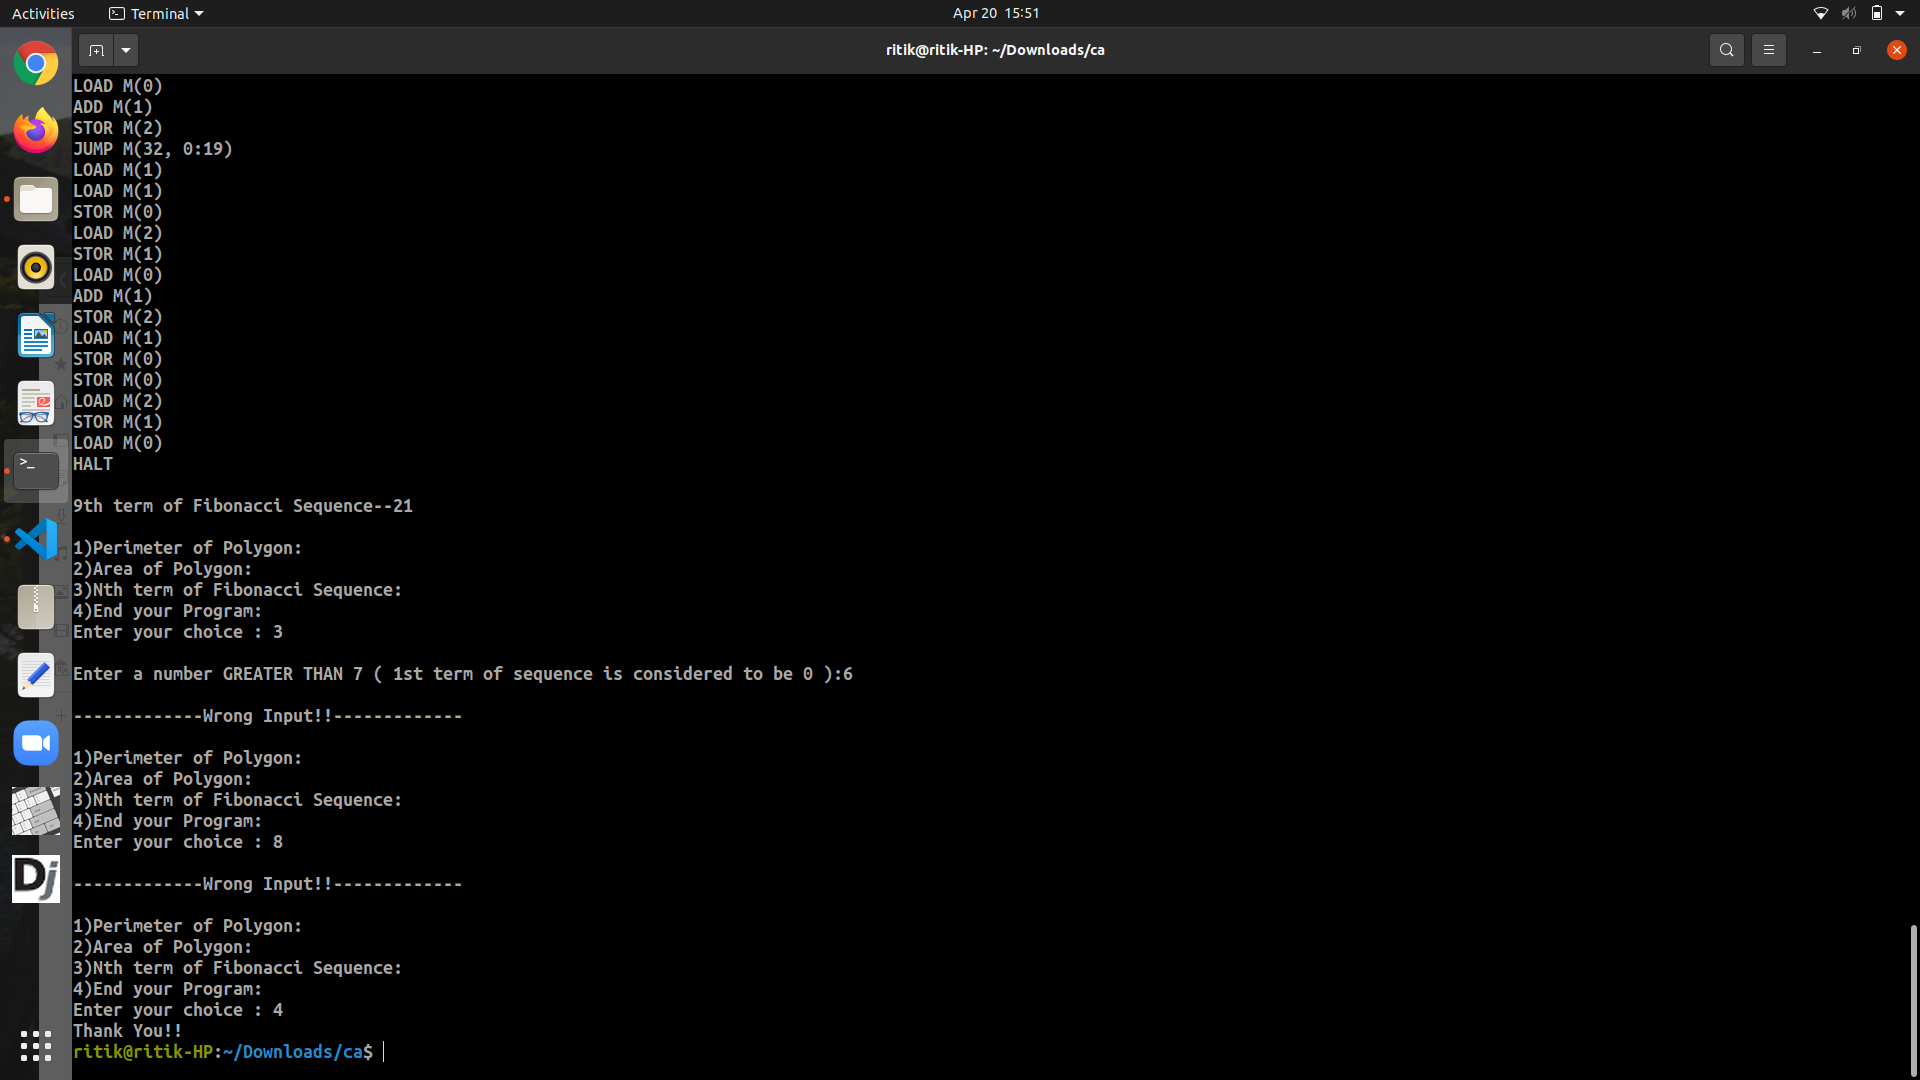 Activities
Terminal
Apr 20 15:51
ritik@ritik-HP: ~/Downloads/ca
LOAD M(0)
ADD M(1)
STOR M(2)
JUMP M(32, 0:19)
LOAD M(1)
LOAD M(1)
STOR M(0)
LOAD M(2)
STOR M(1)
LOAD M(0)
ADD M(1)
STOR M(2)
LOAD M(1)
STOR M(0)
STOR M(0)
LOAD M(2)
STOR M(1)
LOAD M(0)
HALT
9th term of Fibonacci Sequence--21
1)Perimeter of Polygon:
2)Area of Polygon:
3)Nth term of Fibonacci Sequence:
4)End your Program:
Enter your choice : 3
Enter a number GREATER THAN 7 ( 1st term of sequence is considered to be 0 ):6
-------------Wrong Input!!-------------
1)Perimeter of Polygon:
2)Area of Polygon:
3)Nth term of Fibonacci Sequence:
4)End your Program:
Enter your choice : 8
-------------Wrong Input!!-------------
1)Perimeter of Polygon:
2)Area of Polygon:
3)Nth term of Fibonacci Sequence:
4)End your Program:
Enter your choice : 4
Thank You!!
ritik@ritik-HP:~/Downloads/ca$
Dj